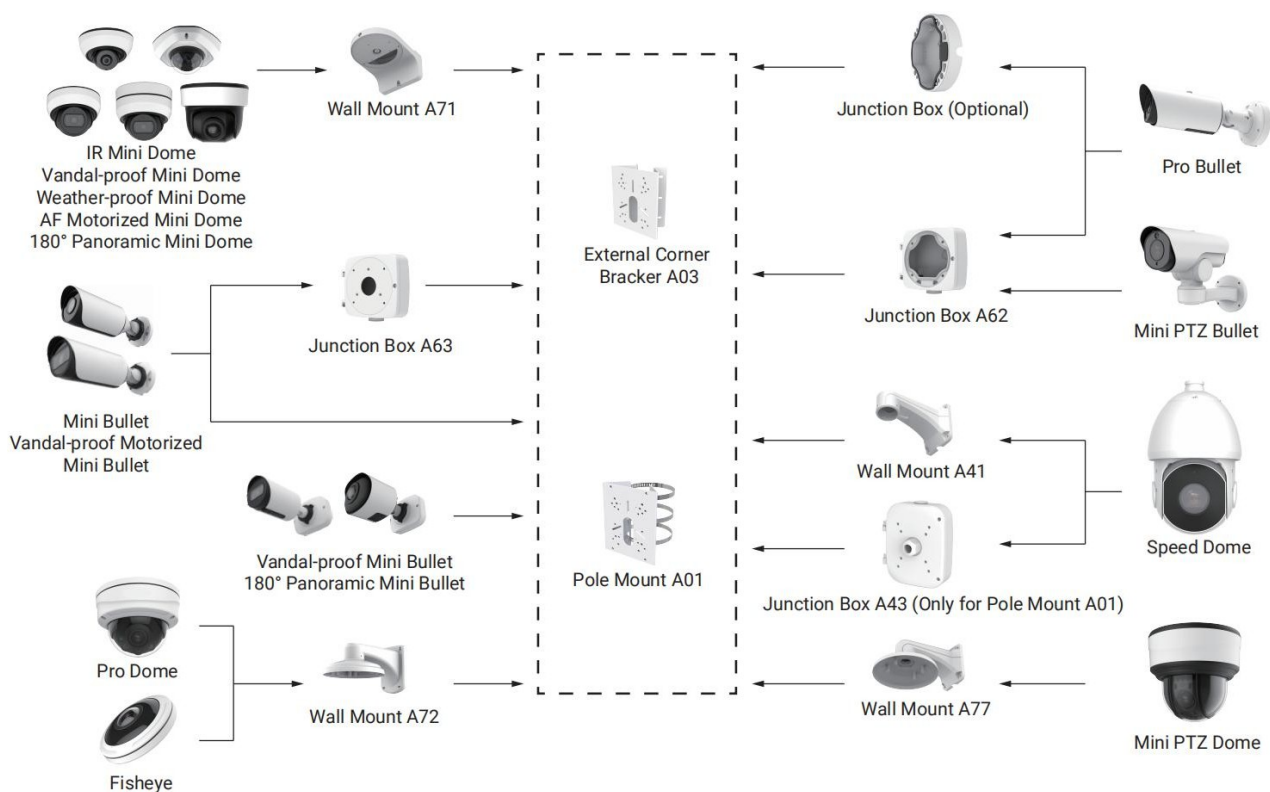 Wall Mount A71
IR Mini Dome
Vandal-proof Mini Dome
Weather-proof Mini Dome
AF Motorized Mini Dome
180° Panoramic Mini Dome
Junction Box A63
Mini Bullet
Vandal-proof Motorized
Mini Bullet
Vandal-proof Mini Bullet
180° Panoramic Mini Bullet
Pro Dome
Wall Mount A72
Fisheye
External Corner
Bracker A03
Pole Mount A01
Junction Box (Optional)
Pro Bullet
Junction Box A62
Mini PTZ Bullet
Wall Mount A41
Speed Dome
Junction Box A43 (Only for Pole Mount A01)
Wall Mount A77
Mini PTZ Dome